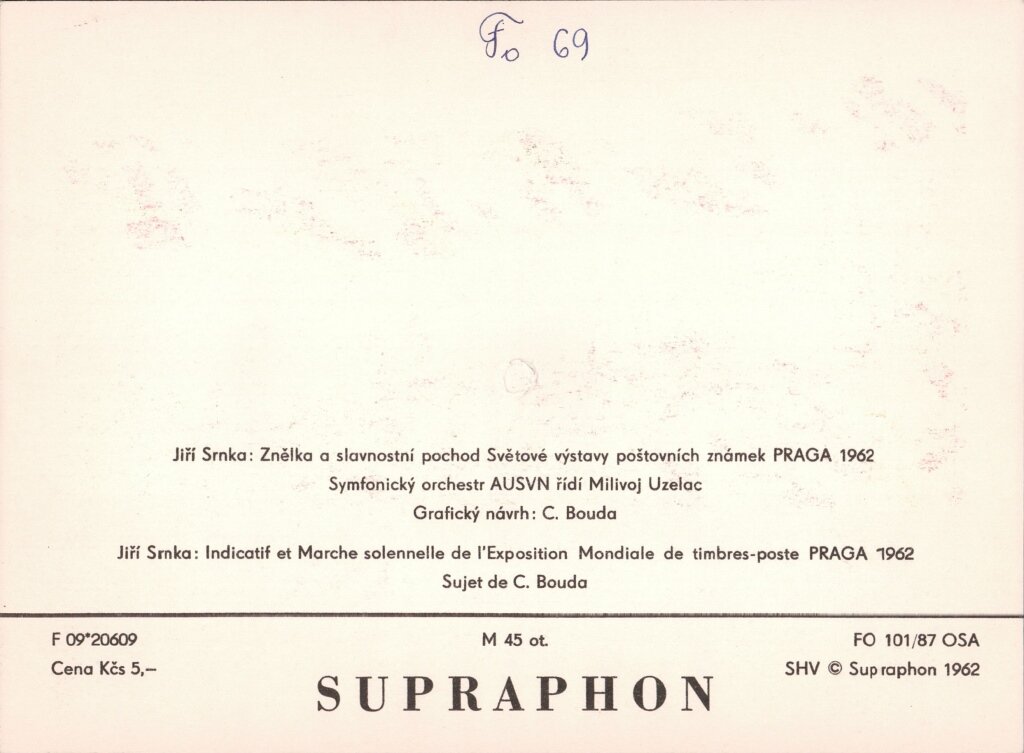 Fo 69
Jiří Srnka: Znělka a slavnostní pochod Světové výstavy poštovních známek PRAGA 1962
Symfonický orchestr AUSVN řídí Milivoj Uzelac
Grafický návrh: C. Bouda
Jiří Srnka: Indicatif et Marche solennelle de l'Exposition Mondiale de timbres-poste PRAGA 1962
Sujet de C. Bouda
F 09*20609 M 45 ot. FO 101/87 OSA
Cena Kčs 5,— SHV © Supraphon 1962
SUPRAPHON